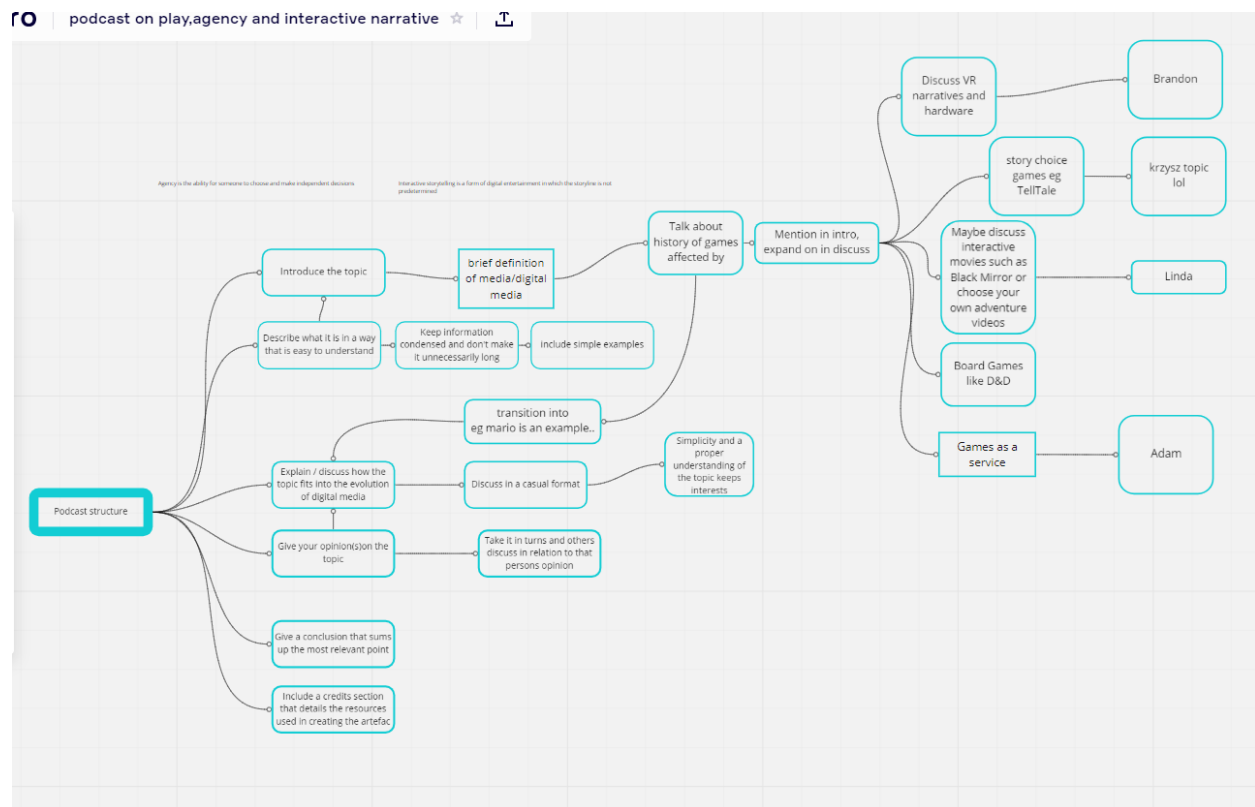 ro
podcast on play,agency and interactive narrative
Agency is the ability for someone to choose and make independent decisions
Interactive storytelling is a form of digital entertainment in which the storyline is not
predetermined
Podcast structure
Introduce the topic
brief definition
of media/digital
media
Talk about
history of games
affected by
Mention in intro,
expand on in discuss
Describe what it is in a way
that is easy to understand
Keep information
condensed and don't make
it unnecessarily long
include simple examples
transition into
eg mario is an example..
Explain / discuss how the
topic fits into the evolution
of digital media
Discuss in a casual format
Simplicity and a
proper
understanding of
the topic keeps
interests
Give your opinion(s)on the
topic
Take it in turns and others
discuss in relation to that
persons opinion
Give a conclusion that sums
up the most relevant point
Include a credits section
that details the resources
used in creating the artefac
Discuss VR
narratives and
hardware
Brandon
story choice
games eg
TellTale
krzysz topic
lol
Maybe discuss
interactive
movies such as
Black Mirror or
choose your
own adventure
videos
Linda
Board Games
like D&D
Games as a
service
Adam